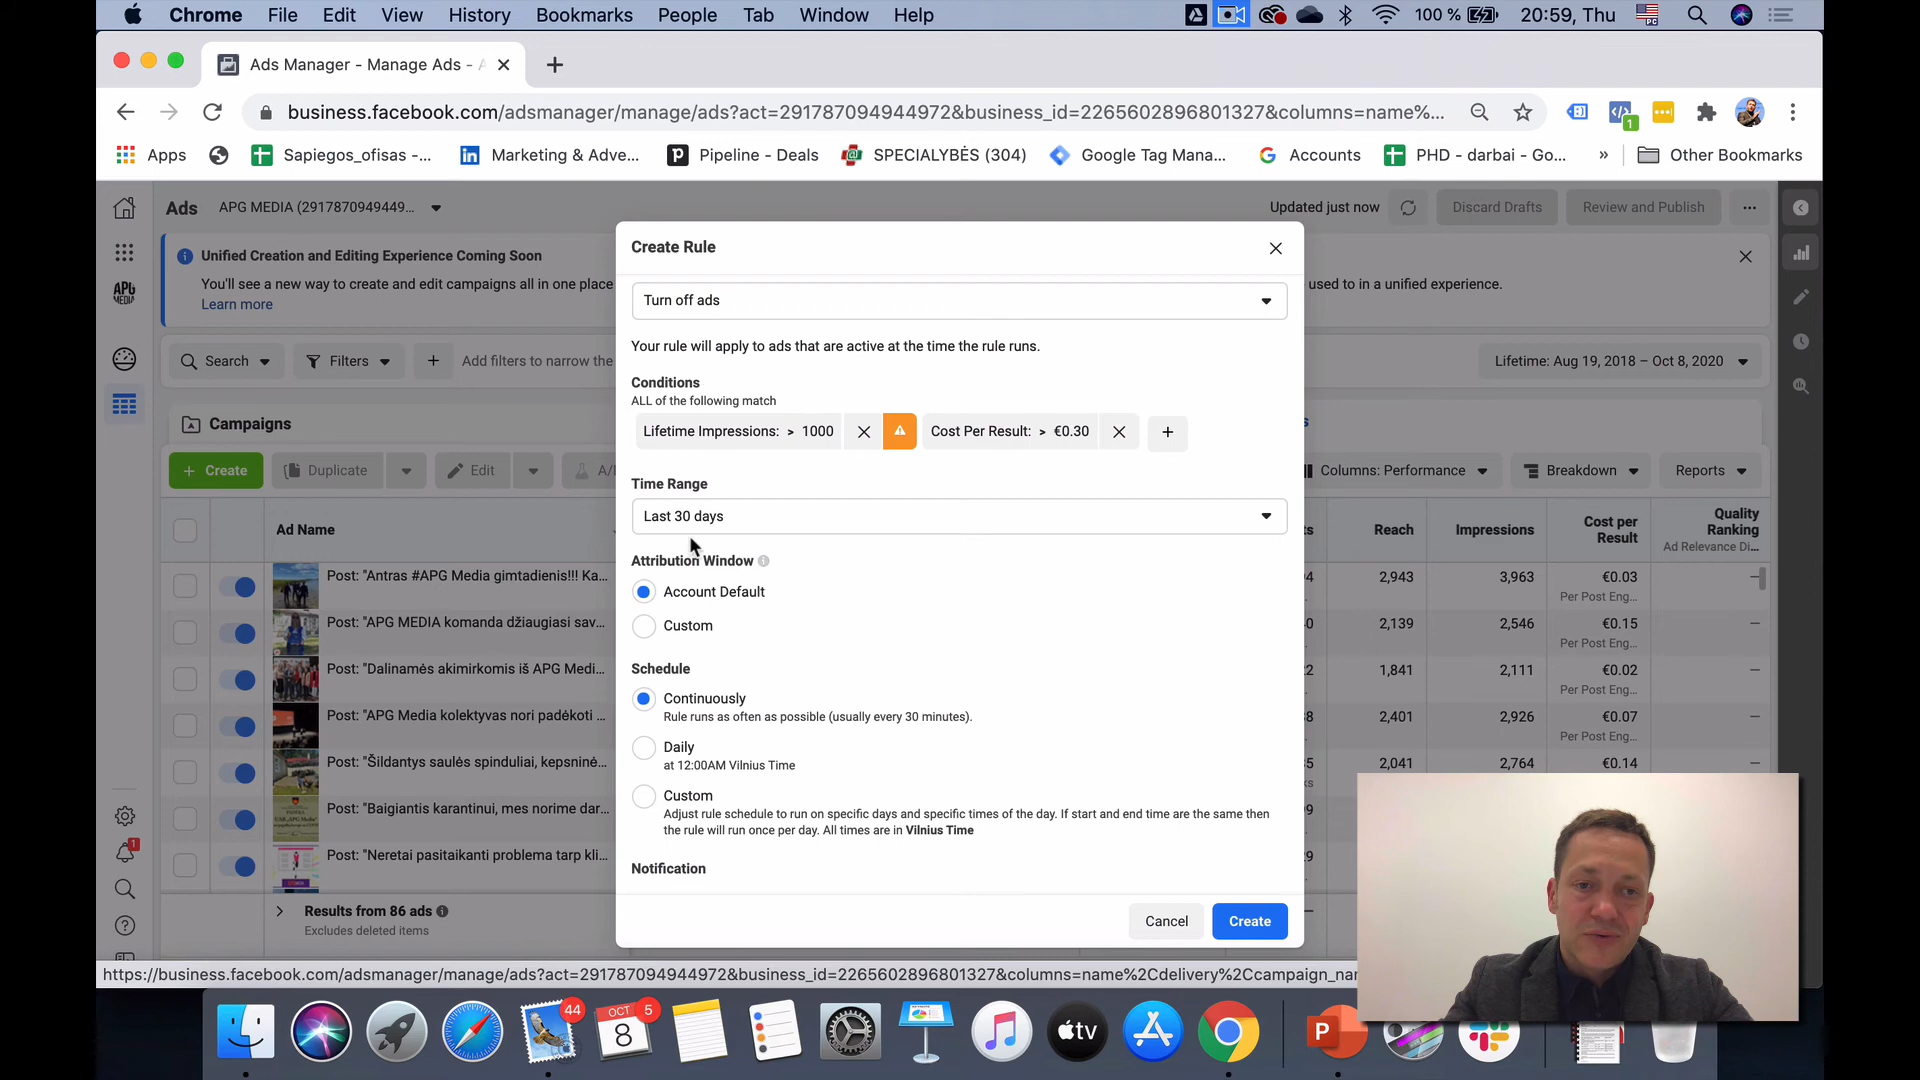 Chrome File Edit View History Bookmarks People Tab Window Help 100 % 20:59, Thu
Ads Manager - Manage Ads - A
business.facebook.com/adsmanager/manage/ads?act=291787094944972&business_id=2265602896801327&columns=name%...
1
Apps Sapiegos_ofisas -... Marketing & Adve... Pipeline - Deals SPECIALYBĖS (304) Google Tag Mana... Accounts PHD - darbai - Go... » Other Bookmarks
Ads APG MEDIA (2917870949449... Updated just now Discard Drafts Review and Publish ...
Unified Creation and Editing Experience Coming Soon
You'll see a new way to create and edit campaigns all in one place used to in a unified experience.
Learn more
APG MEDIA
Search Filters + Add filters to narrow the Lifetime: Aug 19, 2018 – Oct 8, 2020
Campaigns
+ Create Duplicate Edit A/ Columns: Performance Breakdown Reports
Ad Name Reach Impressions Cost per Result Quality Ranking
Ad Relevance Di...
Post: "Antras #APG Media gimtadienis!!! Ka... 2,943 3,963 €0.03 —
Per Post Eng...
Post: "APG MEDIA komanda džiaugiasi sav... 2,139 2,546 €0.15 —
Per Post Eng...
Post: "Dalinamės akimirkomis iš APG Medi... 1,841 2,111 €0.02 —
Per Post Eng...
Post: "APG Media kolektyvas nori padėkoti ... 2,401 2,926 €0.07 —
Per Post Eng...
Post: "Šildantys saulės spinduliai, kepsninė... 2,041 2,764 €0.14 —
Post: "Baigiantis karantinui, mes norime dar...
Post: "Neretai pasitaikanti problema tarp kli...
Results from 86 ads
Excludes deleted items
Create Rule
Turn off ads
Your rule will apply to ads that are active at the time the rule runs.
Conditions
ALL of the following match
Lifetime Impressions: > 1000 Cost Per Result: > €0.30 +
Time Range
Last 30 days
Attribution Window
Account Default
Custom
Schedule
Continuously
Rule runs as often as possible (usually every 30 minutes).
Daily
at 12:00AM Vilnius Time
Custom
Adjust rule schedule to run on specific days and specific times of the day. If start and end time are the same then
the rule will run once per day. All times are in Vilnius Time
Notification
Cancel Create
1
https://business.facebook.com/adsmanager/manage/ads?act=291787094944972&business_id=2265602896801327&columns=name%2Cdelivery%2Ccampaign_nar
44 OCT 8 5 tv P